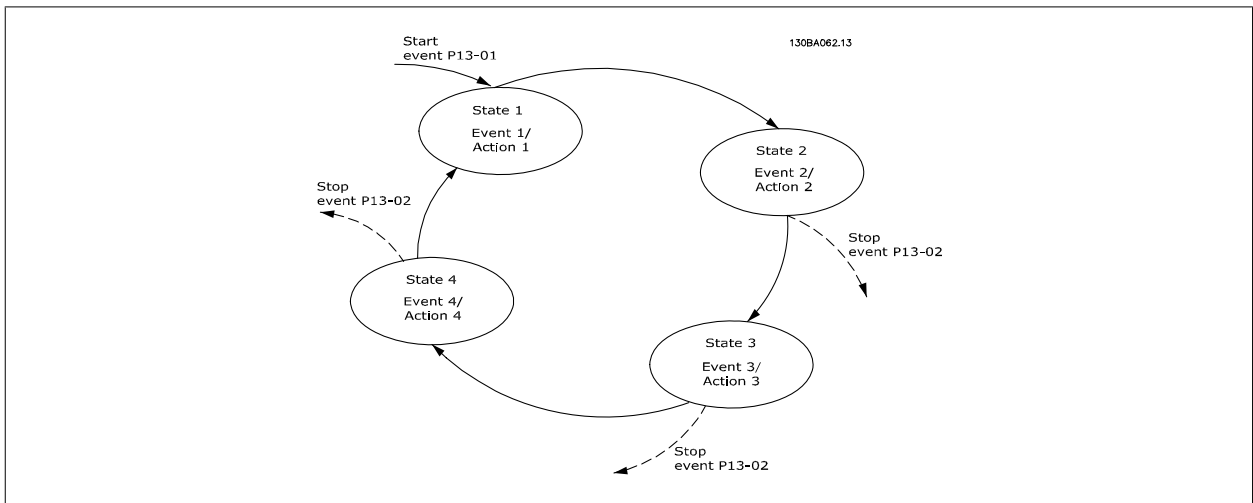 Start
event P13-01
130BA062.13
State 1
Event 1/
Action 1
State 2
Event 2/
Action 2
Stop
event P13-02
Stop
event P13-02
State 4
Event 4/
Action 4
State 3
Event 3/
Action 3
Stop
event P13-02